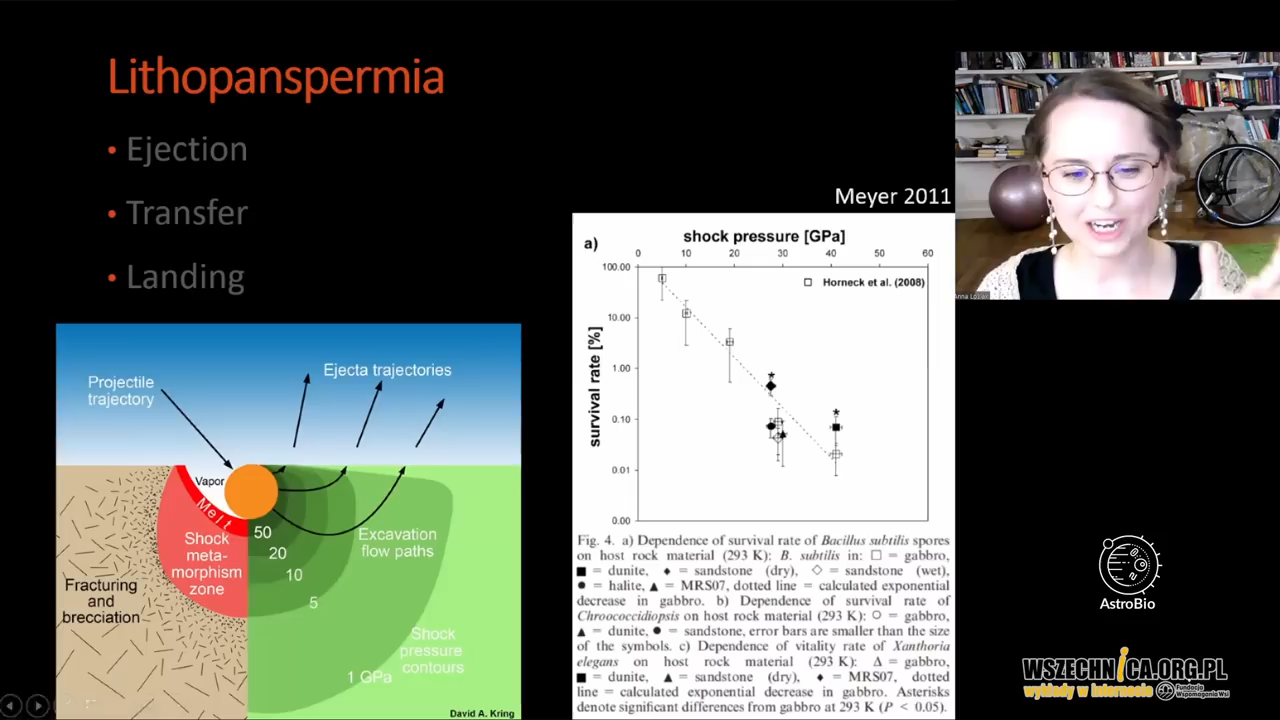 Lithopanspermia
• Ejection
• Transfer
• Landing
Meyer 2011
a)
shock pressure [GPa]
0 10 20 30 40 50 60
100.00
10.00
1.00
0.10
0.01
0.00
survival rate [%]
Horneck et al. (2008)
Fig. 4. a) Dependence of survival rate of Bacillus subtilis spores
on host rock material (293 K): B. subtilis in: □ = gabbro,
■ = dunite, ♦ = sandstone (dry), ◇ = sandstone (wet),
● = halite, ▲ = MRS07, dotted line = calculated exponential
decrease in gabbro. b) Dependence of survival rate of
Chroococcidiopsis on host rock material (293 K): ○ = gabbro,
▲ = dunite, ● = sandstone, error bars are smaller than the size
of the symbols. c) Dependence of vitality rate of Xanthoria
elegans on host rock material (293 K): Δ = gabbro,
■ = dunite, ▲ = sandstone (dry), ♦ = MRS07, dotted
line = calculated exponential decrease in gabbro. Asterisks
denote significant differences from gabbro at 293 K (P < 0.05).
Projectile
trajectory
Ejecta trajectories
Vapor
Melt
Shock
meta-
morphism
zone
Fracturing
and
brecciation
50
20
10
5
1 GPa
Excavation
flow paths
Shock
pressure
contours
David A. Kring
AstroBio
WSZECHNICA.ORG.PL
wykłady w internecie
Fundacja
Wspomagania Wsi